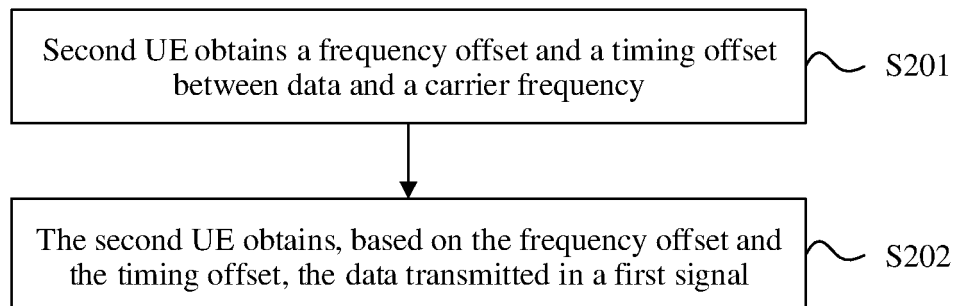 Second UE obtains a frequency offset and a timing offset
between data and a carrier frequency
S201
The second UE obtains, based on the frequency offset and
the timing offset, the data transmitted in a first signal
S202